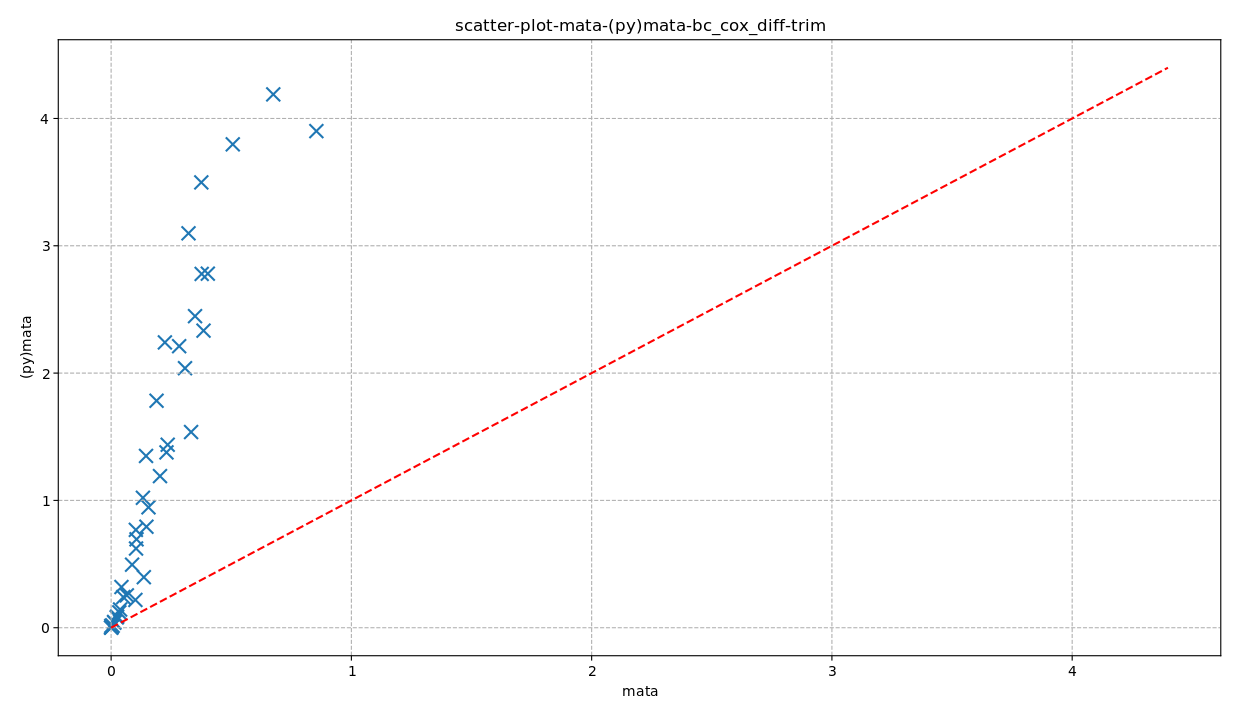 scatter-plot-mata-(py)mata-bc_cox_diff-trim
(py)mata
4
3
2
1
0
0 1 2 3 4
mata